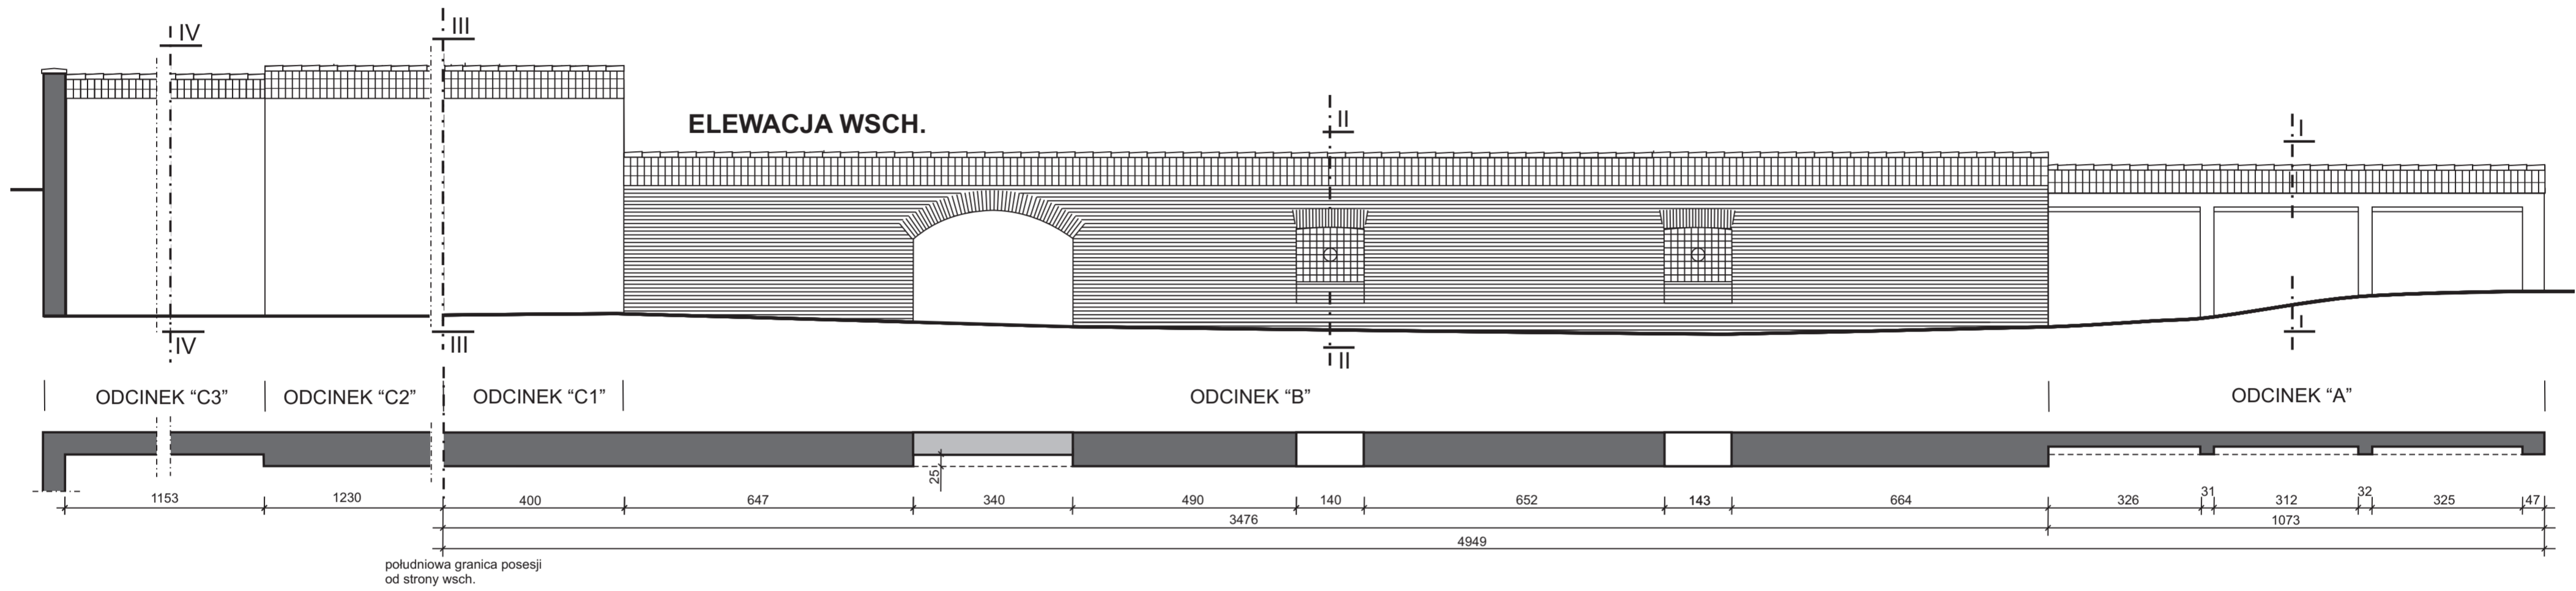 IV
III
ELEWACJA WSCH.
II
I
IV
III
II
I
ODCINEK “C3”
ODCINEK “C2”
ODCINEK “C1”
ODCINEK “B”
ODCINEK “A”
25
1153
1230
400
647
340
490
140
652
143
664
326
31
312
32
325
47
3476
1073
4949
południowa granica posesji
od strony wsch.